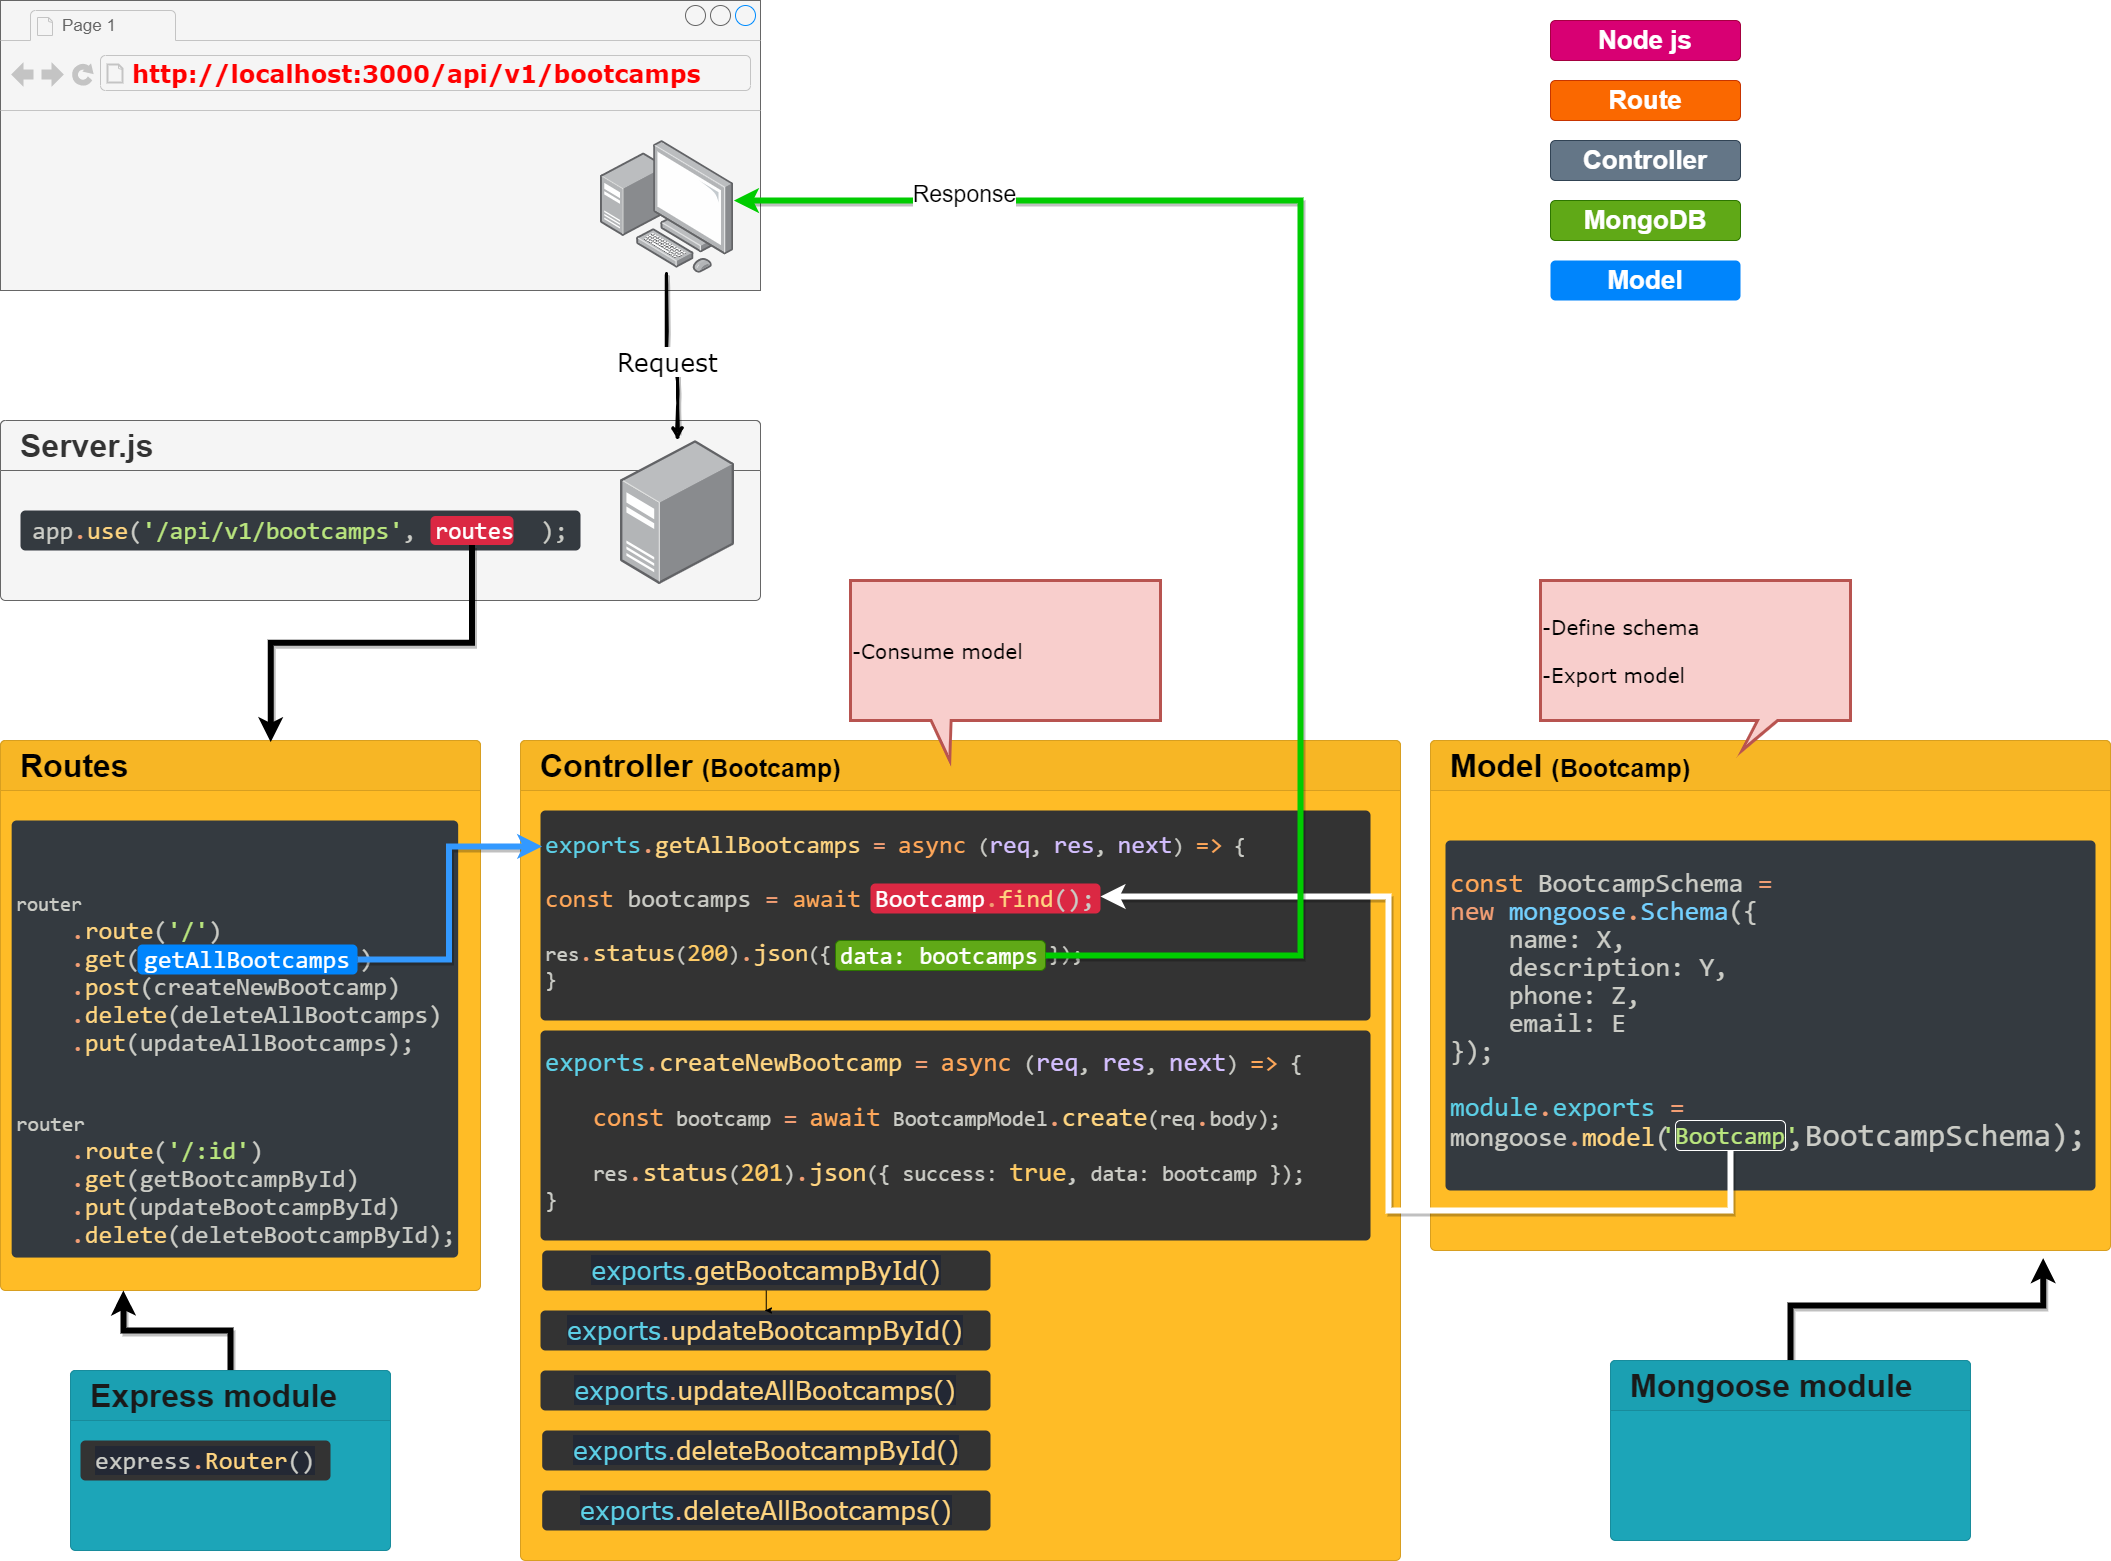 Page 1
http://localhost:3000/api/v1/bootcamps
Node js
Route
Controller
MongoDB
Model
Response
Request
Server.js
app.use('/api/v1/bootcamps', routes );
-Consume model
-Define schema
-Export model
Routes
router
.route('/')
.get(getAllBootcamps )
.post(createNewBootcamp)
.delete(deleteAllBootcamps)
.put(updateAllBootcamps);
router
.route('/:id')
.get(getBootcampById)
.put(updateBootcampById)
.delete(deleteBootcampById);
Controller (Bootcamp)
exports.getAllBootcamps = async (req, res, next) => {
const bootcamps = await Bootcamp.find();
res.status(200).json({ data: bootcamps });
}
exports.createNewBootcamp = async (req, res, next) => {
const bootcamp = await BootcampModel.create(req.body);
res.status(201).json({ success: true, data: bootcamp });
}
exports.getBootcampById()
exports.updateBootcampById()
exports.updateAllBootcamps()
exports.deleteBootcampById()
exports.deleteAllBootcamps()
Model (Bootcamp)
const BootcampSchema =
new mongoose.Schema({
name: X,
description: Y,
phone: Z,
email: E
});
module.exports =
mongoose.model('Bootcamp',BootcampSchema);
Express module
express.Router()
Mongoose module